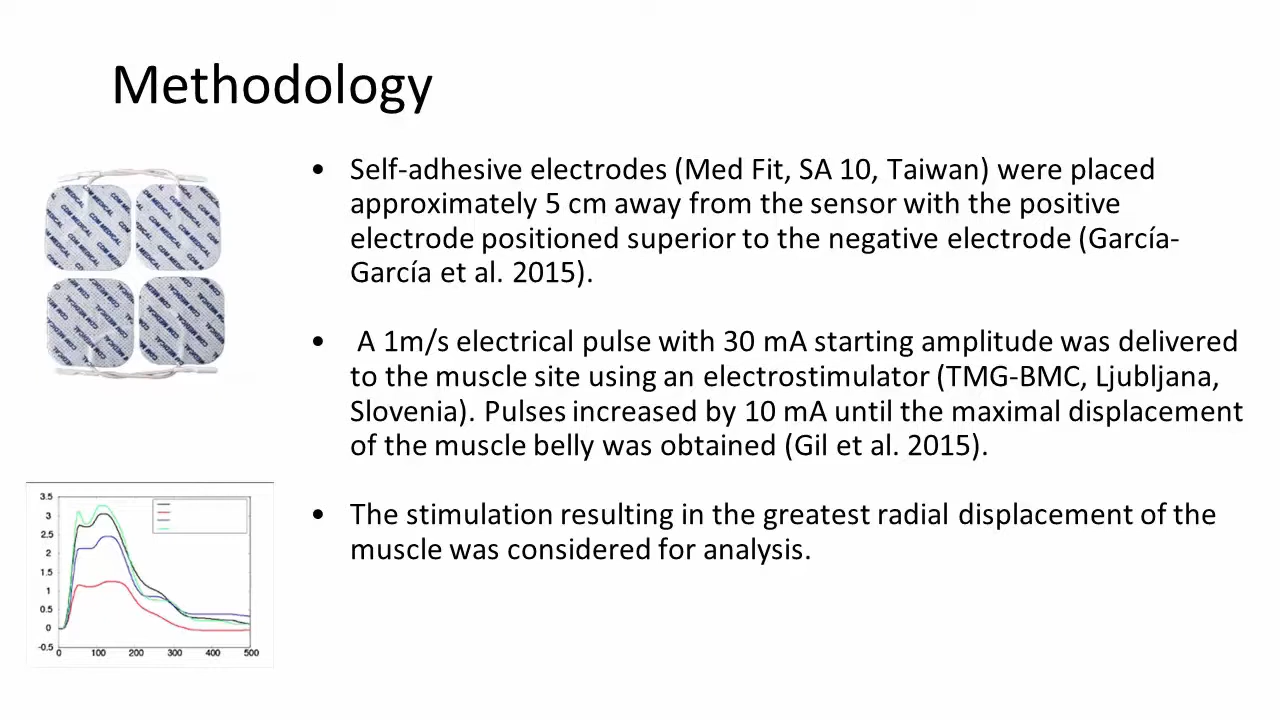 Methodology
• Self-adhesive electrodes (Med Fit, SA 10, Taiwan) were placed
approximately 5 cm away from the sensor with the positive
electrode positioned superior to the negative electrode (García-
García et al. 2015).
• A 1m/s electrical pulse with 30 mA starting amplitude was delivered
to the muscle site using an electrostimulator (TMG-BMC, Ljubljana,
Slovenia). Pulses increased by 10 mA until the maximal displacement
of the muscle belly was obtained (Gil et al. 2015).
• The stimulation resulting in the greatest radial displacement of the
muscle was considered for analysis.
COM MEDICAL
3.5
3
2.5
2
1.5
1
0.5
0
-0.5
0 100 200 300 400 500